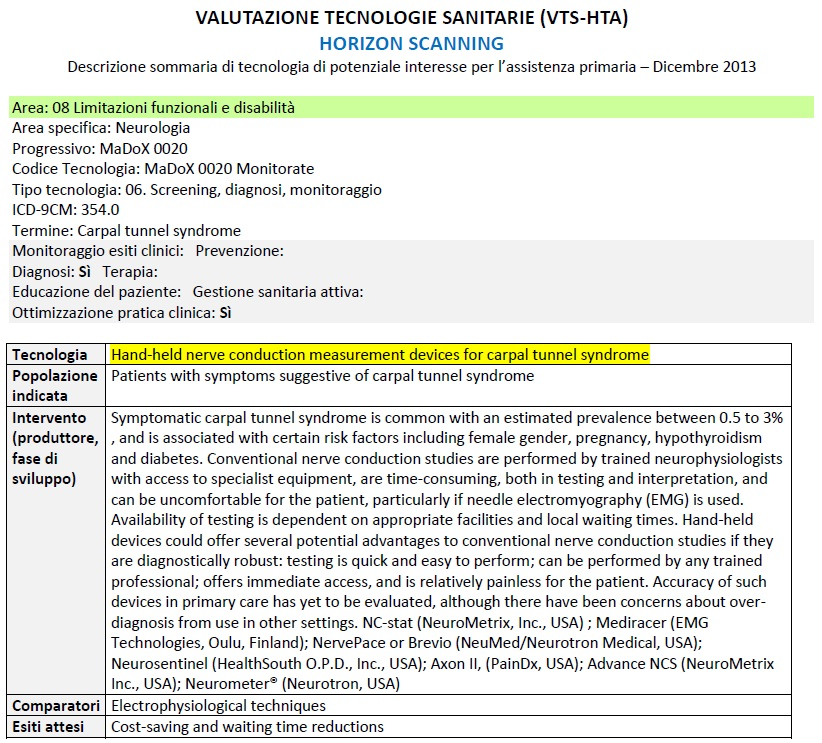 VALUTAZIONE TECNOLOGIE SANITARIE (VTS-HTA)
HORIZON SCANNING
Descrizione sommaria di tecnologia di potenziale interesse per l'assistenza primaria – Dicembre 2013
Area: 08 Limitazioni funzionali e disabilità
Area specifica: Neurologia
Progressivo: MaDoX 0020
Codice Tecnologia: MaDoX 0020 Monitorate
Tipo tecnologia: 06. Screening, diagnosi, monitoraggio
ICD-9CM: 354.0
Termine: Carpal tunnel syndrome
Monitoraggio esiti clinici: Prevenzione:
Diagnosi: Sì Terapia:
Educazione del paziente: Gestione sanitaria attiva:
Ottimizzazione pratica clinica: Sì
Tecnologia Hand-held nerve conduction measurement devices for carpal tunnel syndrome
Popolazione Patients with symptoms suggestive of carpal tunnel syndrome
indicata
Intervento Symptomatic carpal tunnel syndrome is common with an estimated prevalence between 0.5 to 3%
(produttore, , and is associated with certain risk factors including female gender, pregnancy, hypothyroidism
fase di and diabetes. Conventional nerve conduction studies are performed by trained neurophysiologists
sviluppo) with access to specialist equipment, are time-consuming, both in testing and interpretation, and
can be uncomfortable for the patient, particularly if needle electromyography (EMG) is used.
Availability of testing is dependent on appropriate facilities and local waiting times. Hand-held
devices could offer several potential advantages to conventional nerve conduction studies if they
are diagnostically robust: testing is quick and easy to perform; can be performed by any trained
professional; offers immediate access, and is relatively painless for the patient. Accuracy of such
devices in primary care has yet to be evaluated, although there have been concerns about over-
diagnosis from use in other settings. NC-stat (NeuroMetrix, Inc., USA) ; Mediracer (EMG
Technologies, Oulu, Finland); NervePace or Brevio (NeuMed/Neurotron Medical, USA);
Neurosentinel (HealthSouth O.P.D., Inc., USA); Axon II, (PainDx, USA); Advance NCS (NeuroMetrix
Inc., USA); Neurometer® (Neurotron, USA)
Comparatori Electrophysiological techniques
Esiti attesi Cost-saving and waiting time reductions